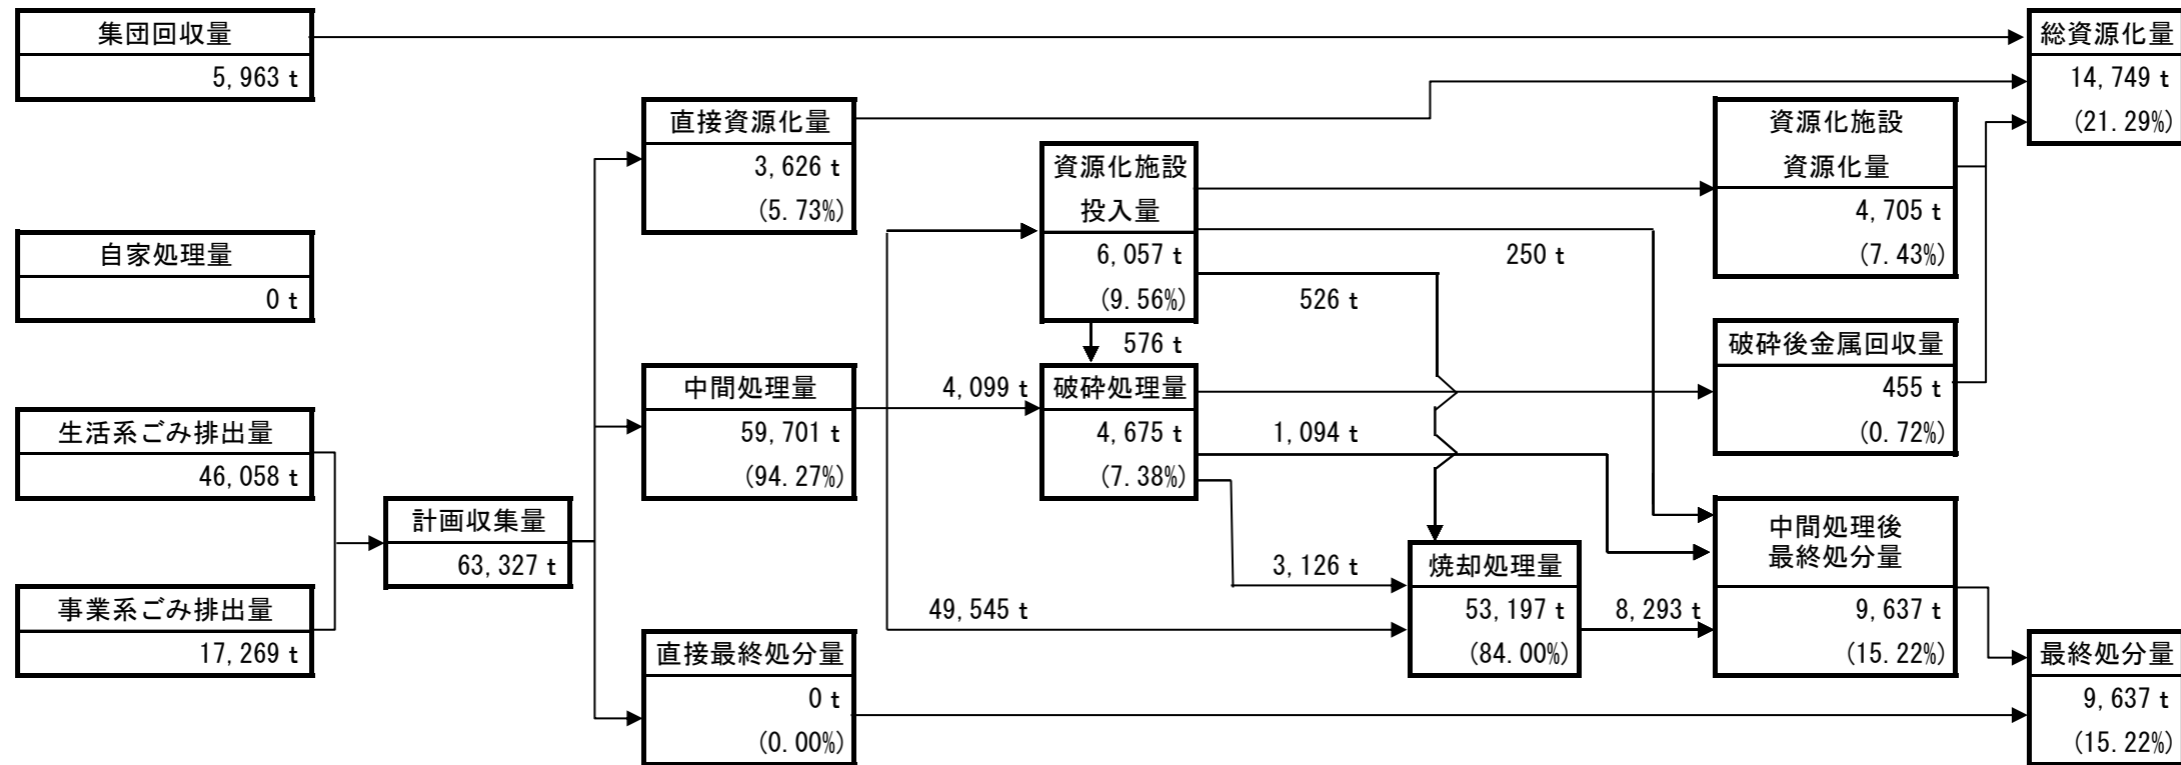 集団回収量
5,963 t
自家処理量
0 t
生活系ごみ排出量
46,058 t
事業系ごみ排出量
17,269 t
計画収集量
63,327 t
直接資源化量
3,626 t
(5.73%)
中間処理量
59,701 t
(94.27%)
直接最終処分量
0 t
(0.00%)
4,099 t
49,545 t
資源化施設
投入量
6,057 t
(9.56%)
576 t
破砕処理量
4,675 t
(7.38%)
250 t
526 t
1,094 t
3,126 t
焼却処理量
53,197 t
(84.00%)
8,293 t
資源化施設
資源化量
4,705 t
(7.43%)
破砕後金属回収量
455 t
(0.72%)
中間処理後
最終処分量
9,637 t
(15.22%)
総資源化量
14,749 t
(21.29%)
最終処分量
9,637 t
(15.22%)